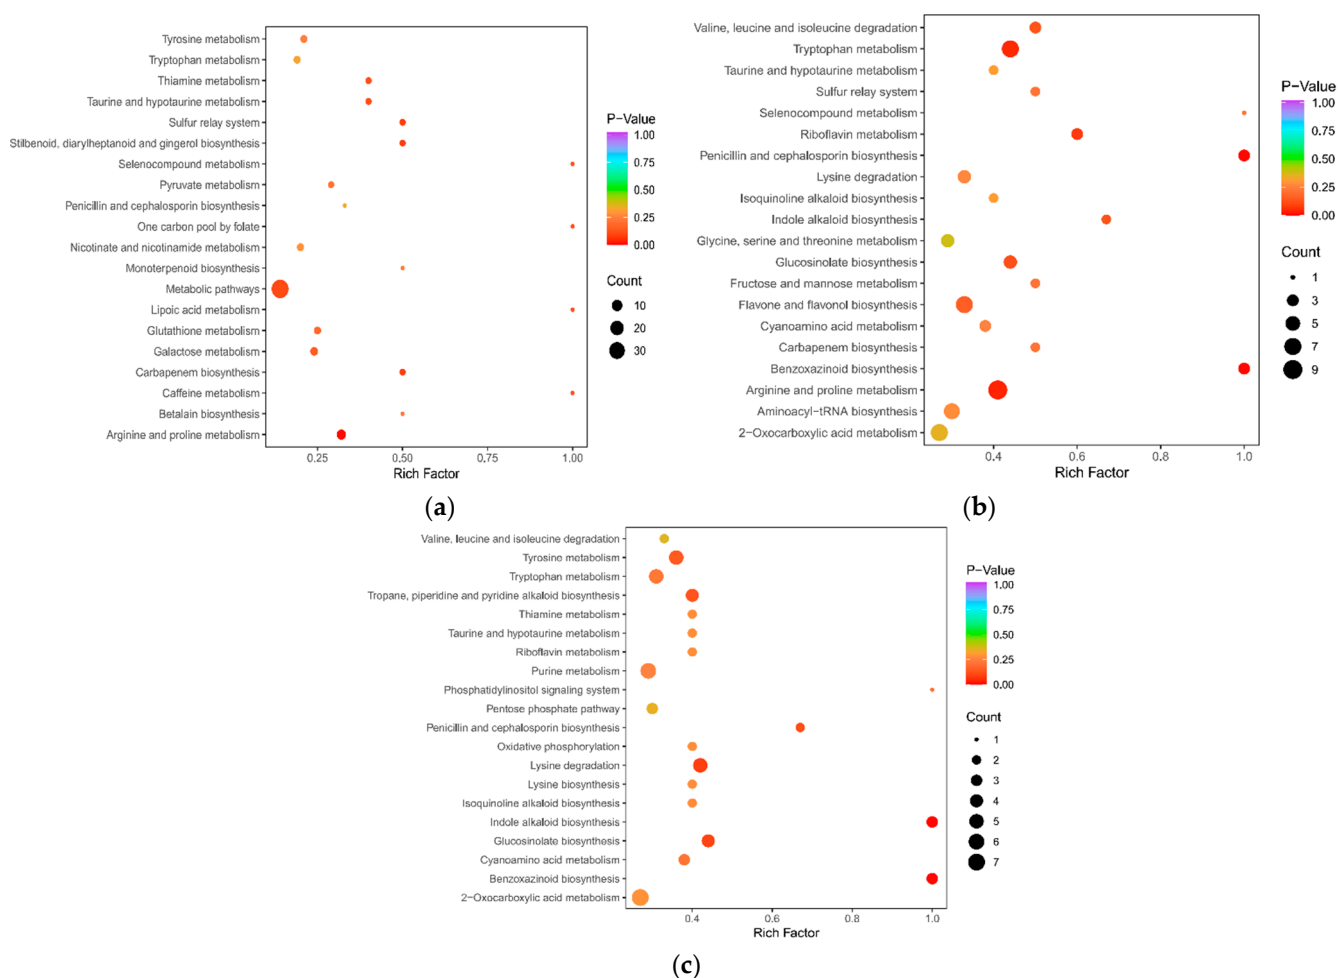 Tyrosine metabolism
Tryptophan metabolism
Thiamine metabolism
Taurine and hypotaurine metabolism
Sulfur relay system
Stilbenoid, diarylheptanoid and gingerol biosynthesis
Selenocompound metabolism
Pyruvate metabolism
Penicillin and cephalosporin biosynthesis
One carbon pool by folate
Nicotinate and nicotinamide metabolism
Monoterpenoid biosynthesis
Metabolic pathways
Lipoic acid metabolism
Glutathione metabolism
Galactose metabolism
Carbapenem biosynthesis
Caffeine metabolism
Betalain biosynthesis
Arginine and proline metabolism
0.25 0.50 0.75 1.00
Rich Factor
P-Value
1.00
0.75
0.50
0.25
0.00
Count
10
20
30
(a)
Valine, leucine and isoleucine degradation
Tryptophan metabolism
Taurine and hypotaurine metabolism
Sulfur relay system
Selenocompound metabolism
Riboflavin metabolism
Penicillin and cephalosporin biosynthesis
Lysine degradation
Isoquinoline alkaloid biosynthesis
Indole alkaloid biosynthesis
Glycine, serine and threonine metabolism
Glucosinolate biosynthesis
Fructose and mannose metabolism
Flavone and flavonol biosynthesis
Cyanoamino acid metabolism
Carbapenem biosynthesis
Benzoxazinoid biosynthesis
Arginine and proline metabolism
Aminoacyl-tRNA biosynthesis
2-Oxocarboxylic acid metabolism
0.4 0.6 0.8 1.0
Rich Factor
P-Value
1.00
0.75
0.50
0.25
0.00
Count
1
3
5
7
9
(b)
Valine, leucine and isoleucine degradation
Tyrosine metabolism
Tryptophan metabolism
Tropane, piperidine and pyridine alkaloid biosynthesis
Thiamine metabolism
Taurine and hypotaurine metabolism
Riboflavin metabolism
Purine metabolism
Phosphatidylinositol signaling system
Pentose phosphate pathway
Penicillin and cephalosporin biosynthesis
Oxidative phosphorylation
Lysine degradation
Lysine biosynthesis
Isoquinoline alkaloid biosynthesis
Indole alkaloid biosynthesis
Glucosinolate biosynthesis
Cyanoamino acid metabolism
Benzoxazinoid biosynthesis
2-Oxocarboxylic acid metabolism
0.4 0.6 0.8 1.0
Rich Factor
P-Value
1.00
0.75
0.50
0.25
0.00
Count
1
2
3
4
5
6
7
(c)